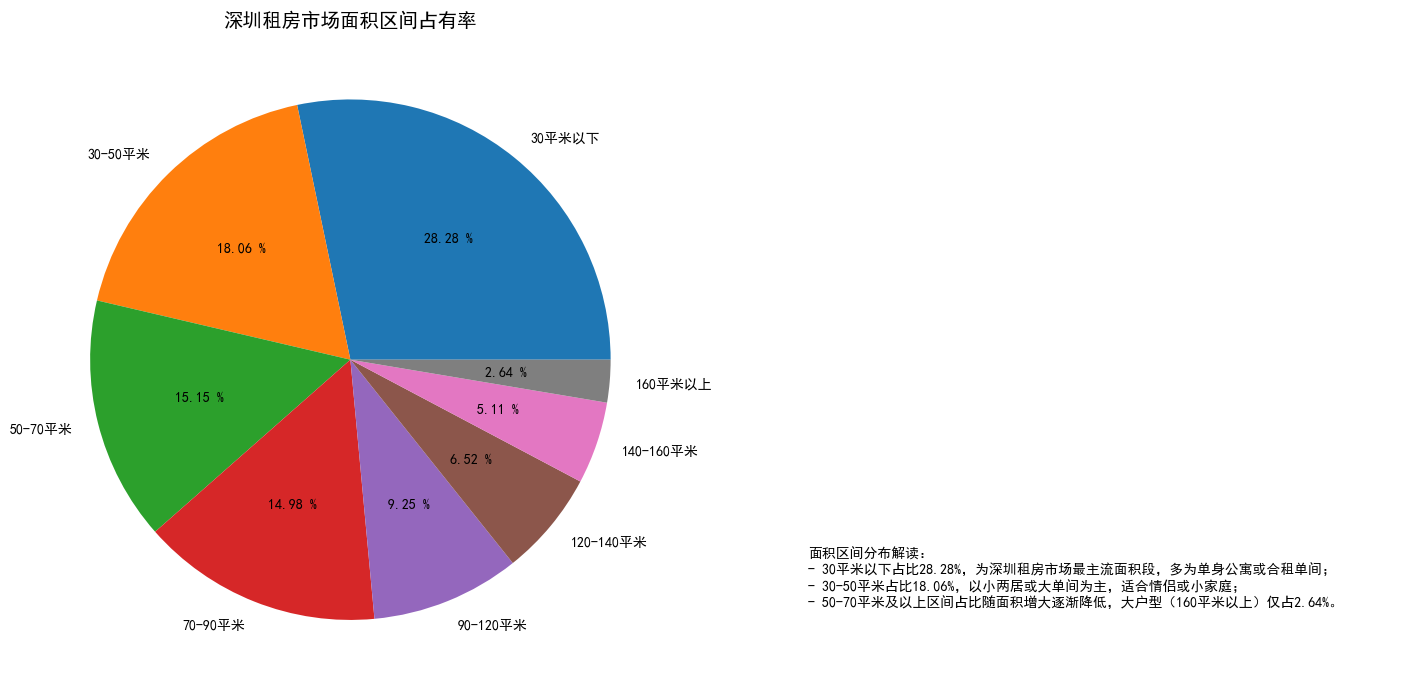 深圳租房市场面积区间占有率
30平米以下
30-50平米
28.28 %
18.06 %
2.64 %
160平米以上
15.15 %
5.11 %
50-70平米
140-160平米
6.52 %
14.98 %
9.25 %
120-140平米
70-90平米
90-120平米
面积区间分布解读:
- 30平米以下占比28.28%，为深圳租房市场最主流面积段，多为单身公寓或合租单间；
- 30-50平米占比18.06%，以小两居或大单间为主，适合情侣或小家庭；
- 50-70平米及以上区间占比随面积增大逐渐降低，大户型（160平米以上）仅占2.64%。